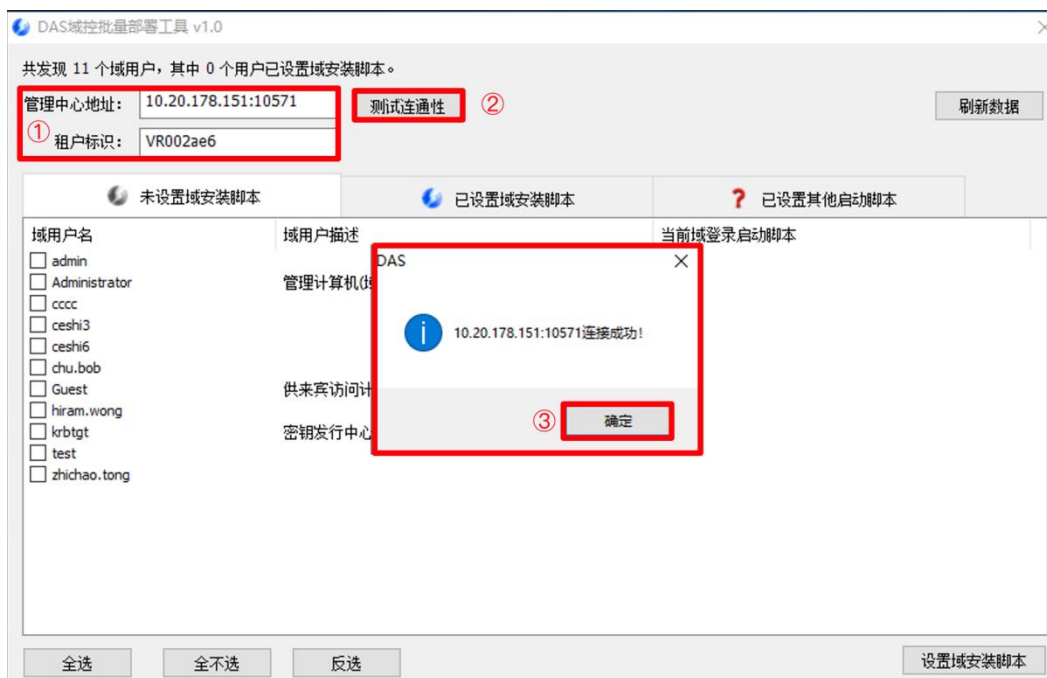 DAS域控批量部署工具 v1.0
共发现 11 个域用户，其中 0 个用户已设置域安装脚本。
管理中心地址： 10.20.178.151:10571 测试连通性 ② 刷新数据
① 租户标识： VR002ae6
未设置域安装脚本 已设置域安装脚本 ? 已设置其他启动脚本
域用户名 域用户描述 当前域登录启动脚本
admin
Administrator 管理计算机(
cccc
ceshi3
ceshi6
chu.bob
Guest 供来宾访问计
hiram.wong
krbtgt 密钥发行中心
test
zhichao.tong
DAS
10.20.178.151:10571连接成功!
③ 确定
全选 全不选 反选 设置域安装脚本